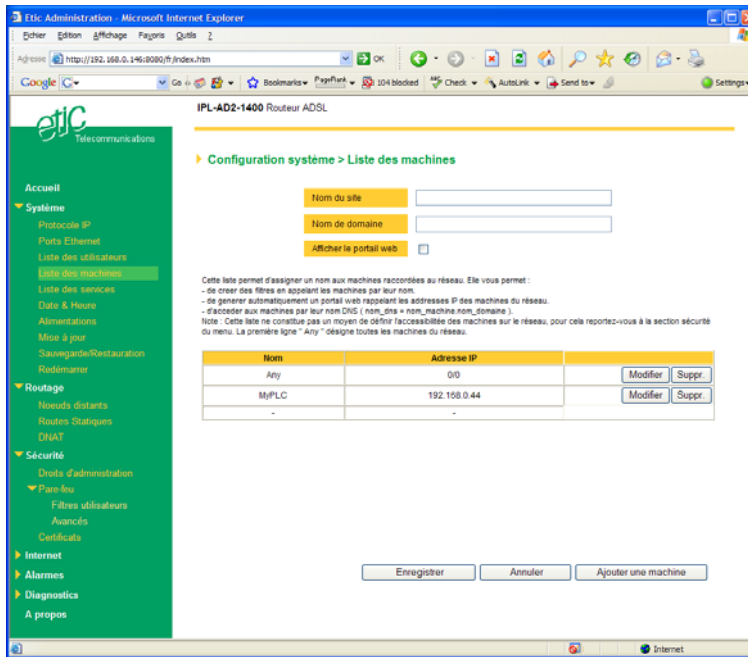 Etic Administration - Microsoft Internet Explorer
Fichier Edition Affichage Favoris Outils ?
Adresse http://192.168.0.146:8080/fr/index.htm OK
Google Go Bookmarks PageRank 104 blocked Check AutoLink Send to Settings
etic Telecommunications
IPL-AD2-1400 Routeur ADSL
Configuration système > Liste des machines
Accueil
Système
Protocole IP
Ports Ethernet
Liste des utilisateurs
Liste des machines
Liste des services
Date & Heure
Alimentations
Mise à jour
Sauvegarde/Restauration
Redémarrer
Routage
Noeuds distants
Routes Statiques
DNAT
Sécurité
Droits d'administration
Pare-feu
Filtres utilisateurs
Avancés
Certificats
Internet
Alarmes
Diagnostics
A propos
Nom du site
Nom de domaine
Afficher le portail web
Cette liste permet d'assigner un nom aux machines raccordées au réseau. Elle vous permet :
- de creer des filtres en appelant les machines par leur nom.
- de generer automatiquement un portail web rappelant les addresses IP des machines du réseau.
- d'acceder aux machines par leur nom DNS ( nom_dns = nom_machine.nom_domaine ).
Note : Cette liste ne constitue pas un moyen de définir l'accessibilité des machines sur le réseau, pour cela reportez-vous à la section sécurité
du menu. La première ligne " Any " désigne toutes les machines du réseau.
Nom Adresse IP
Any 0/0 Modifier Suppr.
MyPLC 192.168.0.44 Modifier Suppr.
- -
Enregistrer Annuler Ajouter une machine
Internet